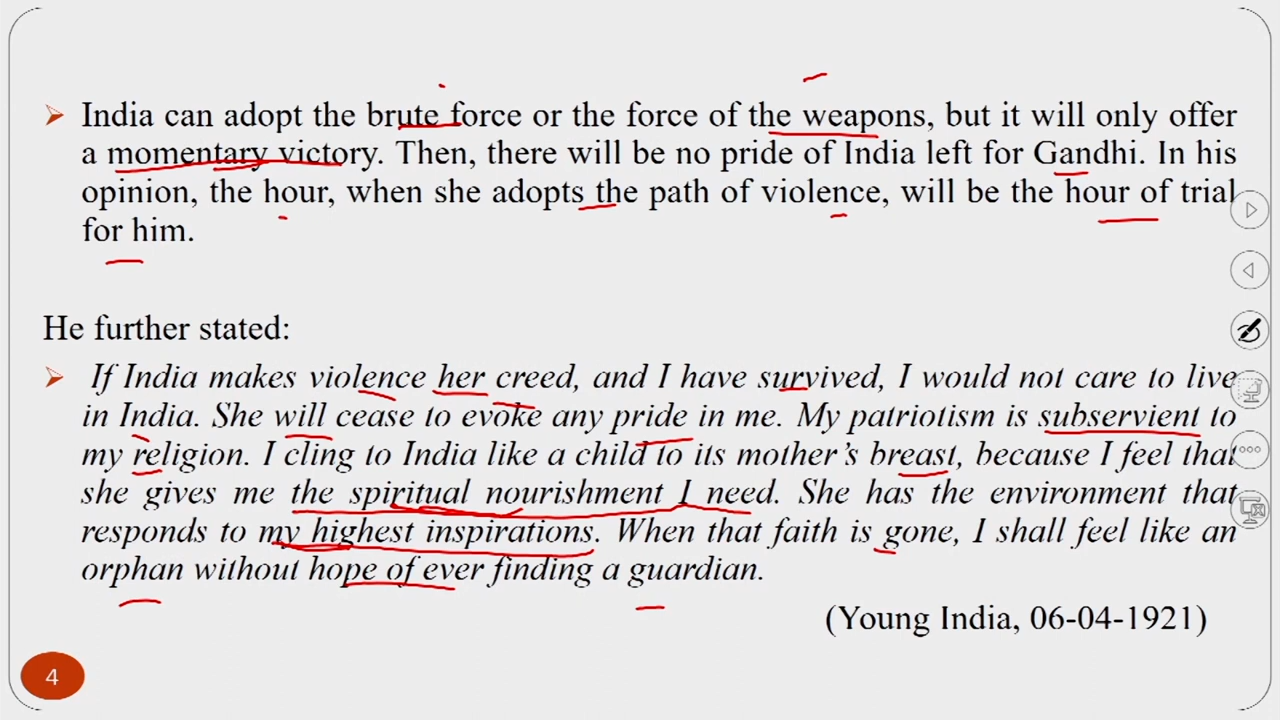 India can adopt the brute force or the force of the weapons, but it will only offer
a momentary victory. Then, there will be no pride of India left for Gandhi. In his
opinion, the hour, when she adopts the path of violence, will be the hour of trial
for him.
He further stated:
If India makes violence her creed, and I have survived, I would not care to live
in India. She will cease to evoke any pride in me. My patriotism is subservient to
my religion. I cling to India like a child to its mother's breast, because I feel that
she gives me the spiritual nourishment I need. She has the environment that
responds to my highest inspirations. When that faith is gone, I shall feel like an
orphan without hope of ever finding a guardian.
(Young India, 06-04-1921)
4